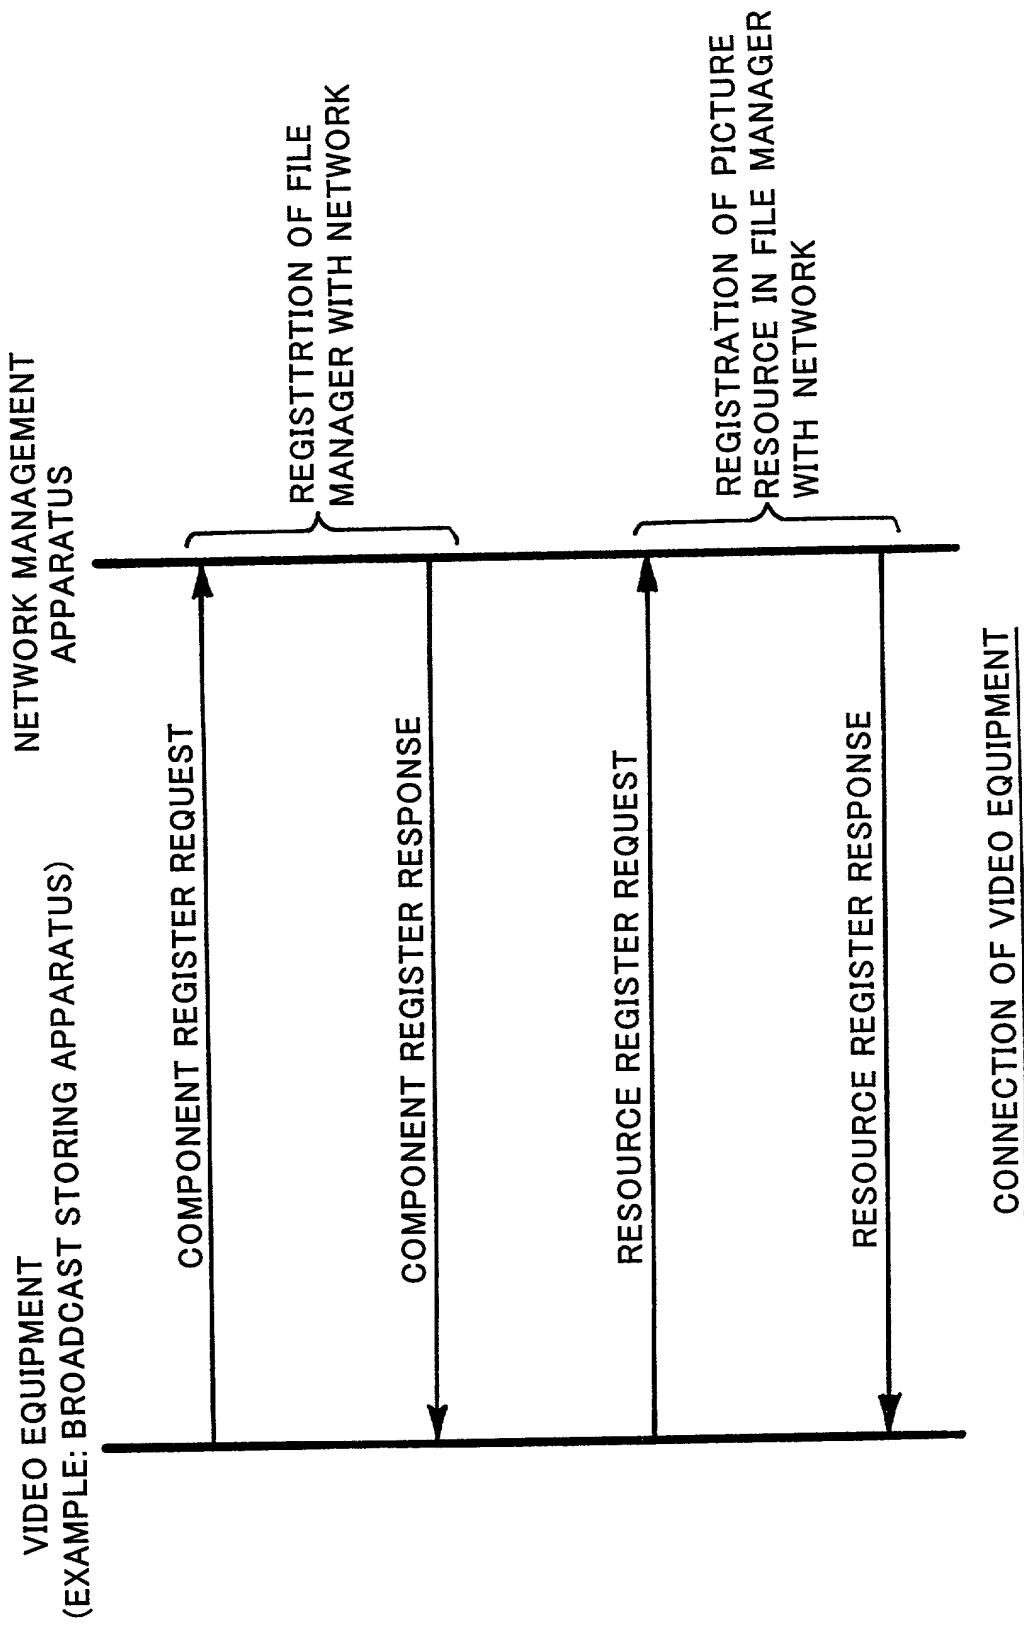 VIDEO EQUIPMENT
(EXAMPLE: BROADCAST STORING APPARATUS)
NETWORK MANAGEMENT
APPARATUS
COMPONENT REGISTER REQUEST
COMPONENT REGISTER RESPONSE
REGISTTRTION OF FILE
MANAGER WITH NETWORK
RESOURCE REGISTER REQUEST
RESOURCE REGISTER RESPONSE
REGISTRATION OF PICTURE
RESOURCE IN FILE MANAGER
WITH NETWORK
CONNECTION OF VIDEO EQUIPMENT